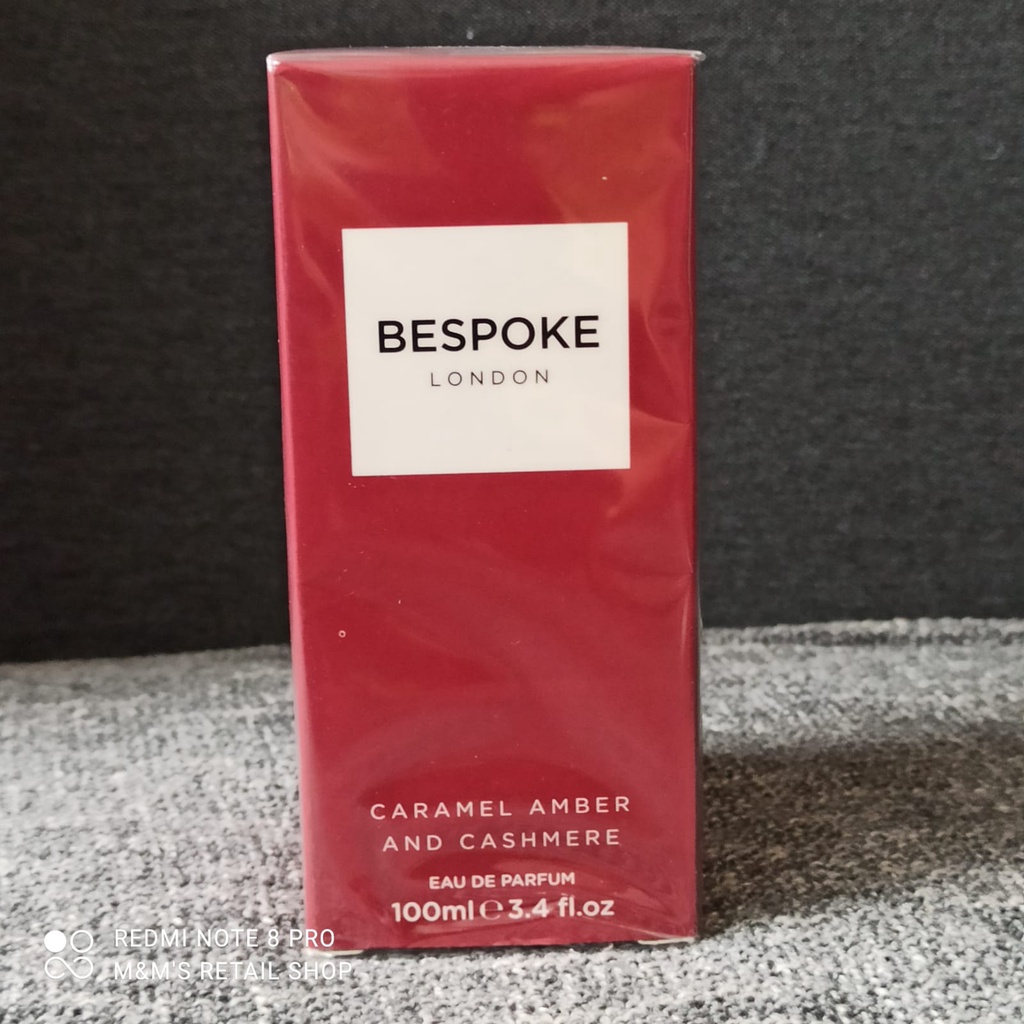 BESPOKE
LONDON
CARAMEL AMBER
AND CASHMERE
EAU DE PARFUM
100ml ℮ 3.4 fl.oz
REDMI NOTE 8 PRO
M&M'S RETAIL SHOP